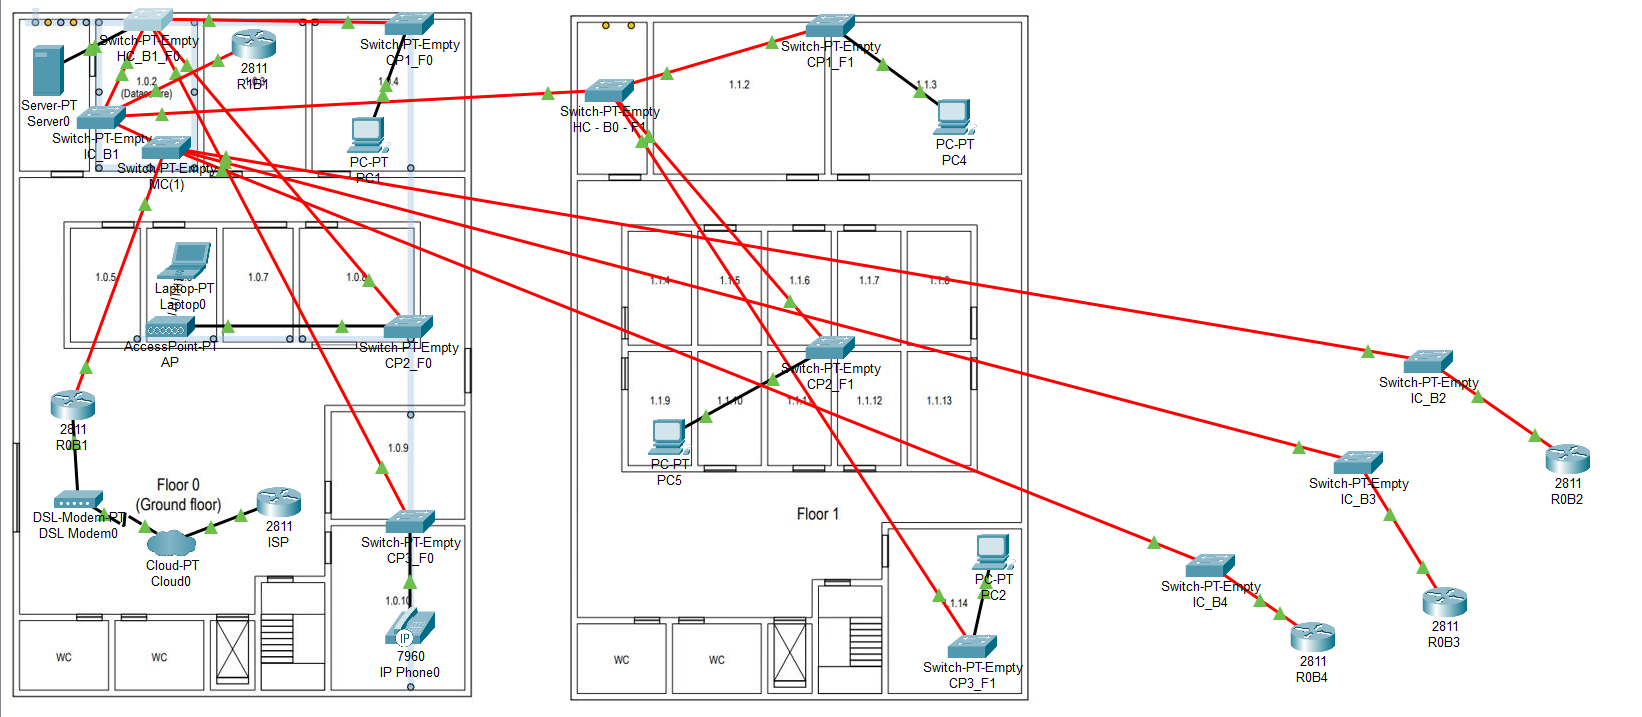 Switch-PT-Empty
HC_B1_F0
Switch-PT-Empty
CP1_F0
2811
R1B1
1.0.2
(Datacentre)
Server-PT
Server0
Switch-PT-Empty
IC_B1
Switch-PT-Empty
MC(1)
PC-PT
PC1
1.0.5
Laptop-PT
Laptop0
1.0.7
1.0.8
AccessPoint-PT
AP
Switch-PT-Empty
CP2_F0
2811
R0B1
1.0.9
Floor 0
(Ground floor)
DSL-Modem-PT
DSL Modem0
2811
ISP
Cloud-PT
Cloud0
Switch-PT-Empty
CP3_F0
1.0.10
7960
IP Phone0
IP
WC
WC
Switch-PT-Empty
CP1_F1
Switch-PT-Empty
HC - B0 - F1
1.1.2
1.1.3
PC-PT
PC4
1.1.4
1.1.5
1.1.6
1.1.7
1.1.8
Switch-PT-Empty
CP2_F1
1.1.9
1.1.10
1.1.12
1.1.13
PC-PT
PC5
Floor 1
PC-PT
PC2
1.1.14
Switch-PT-Empty
CP3_F1
WC
WC
Switch-PT-Empty
IC_B2
2811
R0B2
Switch-PT-Empty
IC_B3
2811
R0B3
Switch-PT-Empty
IC_B4
2811
R0B4